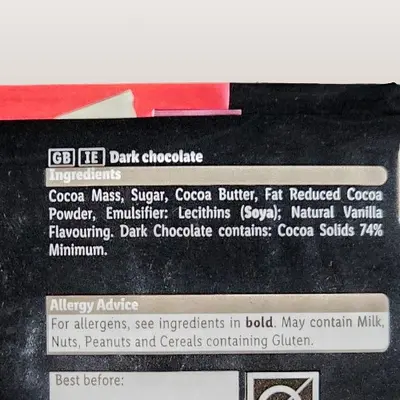 GB IE Dark chocolate
Ingredients
Cocoa Mass, Sugar, Cocoa Butter, Fat Reduced Cocoa
Powder, Emulsifier: Lecithins (Soya); Natural Vanilla
Flavouring. Dark Chocolate contains: Cocoa Solids 74%
Minimum.
Allergy Advice
For allergens, see ingredients in bold. May contain Milk,
Nuts, Peanuts and Cereals containing Gluten.
Best before: